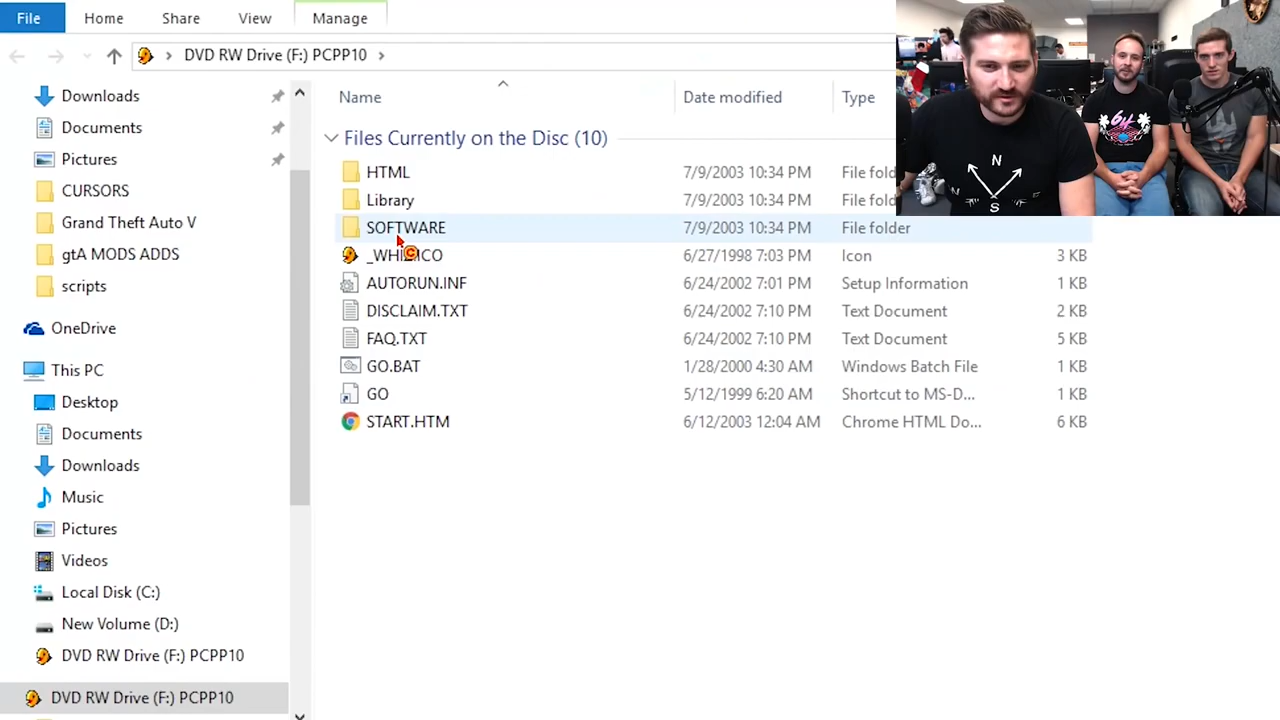 File Home Share View Manage
DVD RW Drive (F:) PCPP10
Name Date modified Type
Files Currently on the Disc (10)
HTML 7/9/2003 10:34 PM
Library 7/9/2003 10:34 PM
SOFTWARE 7/9/2003 10:34 PM File folder
6/27/1998 7:03 PM Icon 3 KB
AUTORUN.INF 6/24/2002 7:01 PM Setup Information 1 KB
DISCLAIM.TXT 6/24/2002 7:10 PM Text Document 2 KB
FAQ.TXT 6/24/2002 7:10 PM Text Document 5 KB
GO.BAT 1/28/2000 4:30 AM Windows Batch File 1 KB
GO 5/12/1999 6:20 AM Shortcut to MS-D... 1 KB
START.HTM 6/12/2003 12:04 AM Chrome HTML Do... 6 KB
Downloads
Documents
Pictures
CURSORS
Grand Theft Auto V
gtA MODS ADDS
scripts
OneDrive
This PC
Desktop
Documents
Downloads
Music
Pictures
Videos
Local Disk (C:)
New Volume (D:)
DVD RW Drive (F:) PCPP10
DVD RW Drive (F:) PCPP10
N
S
64